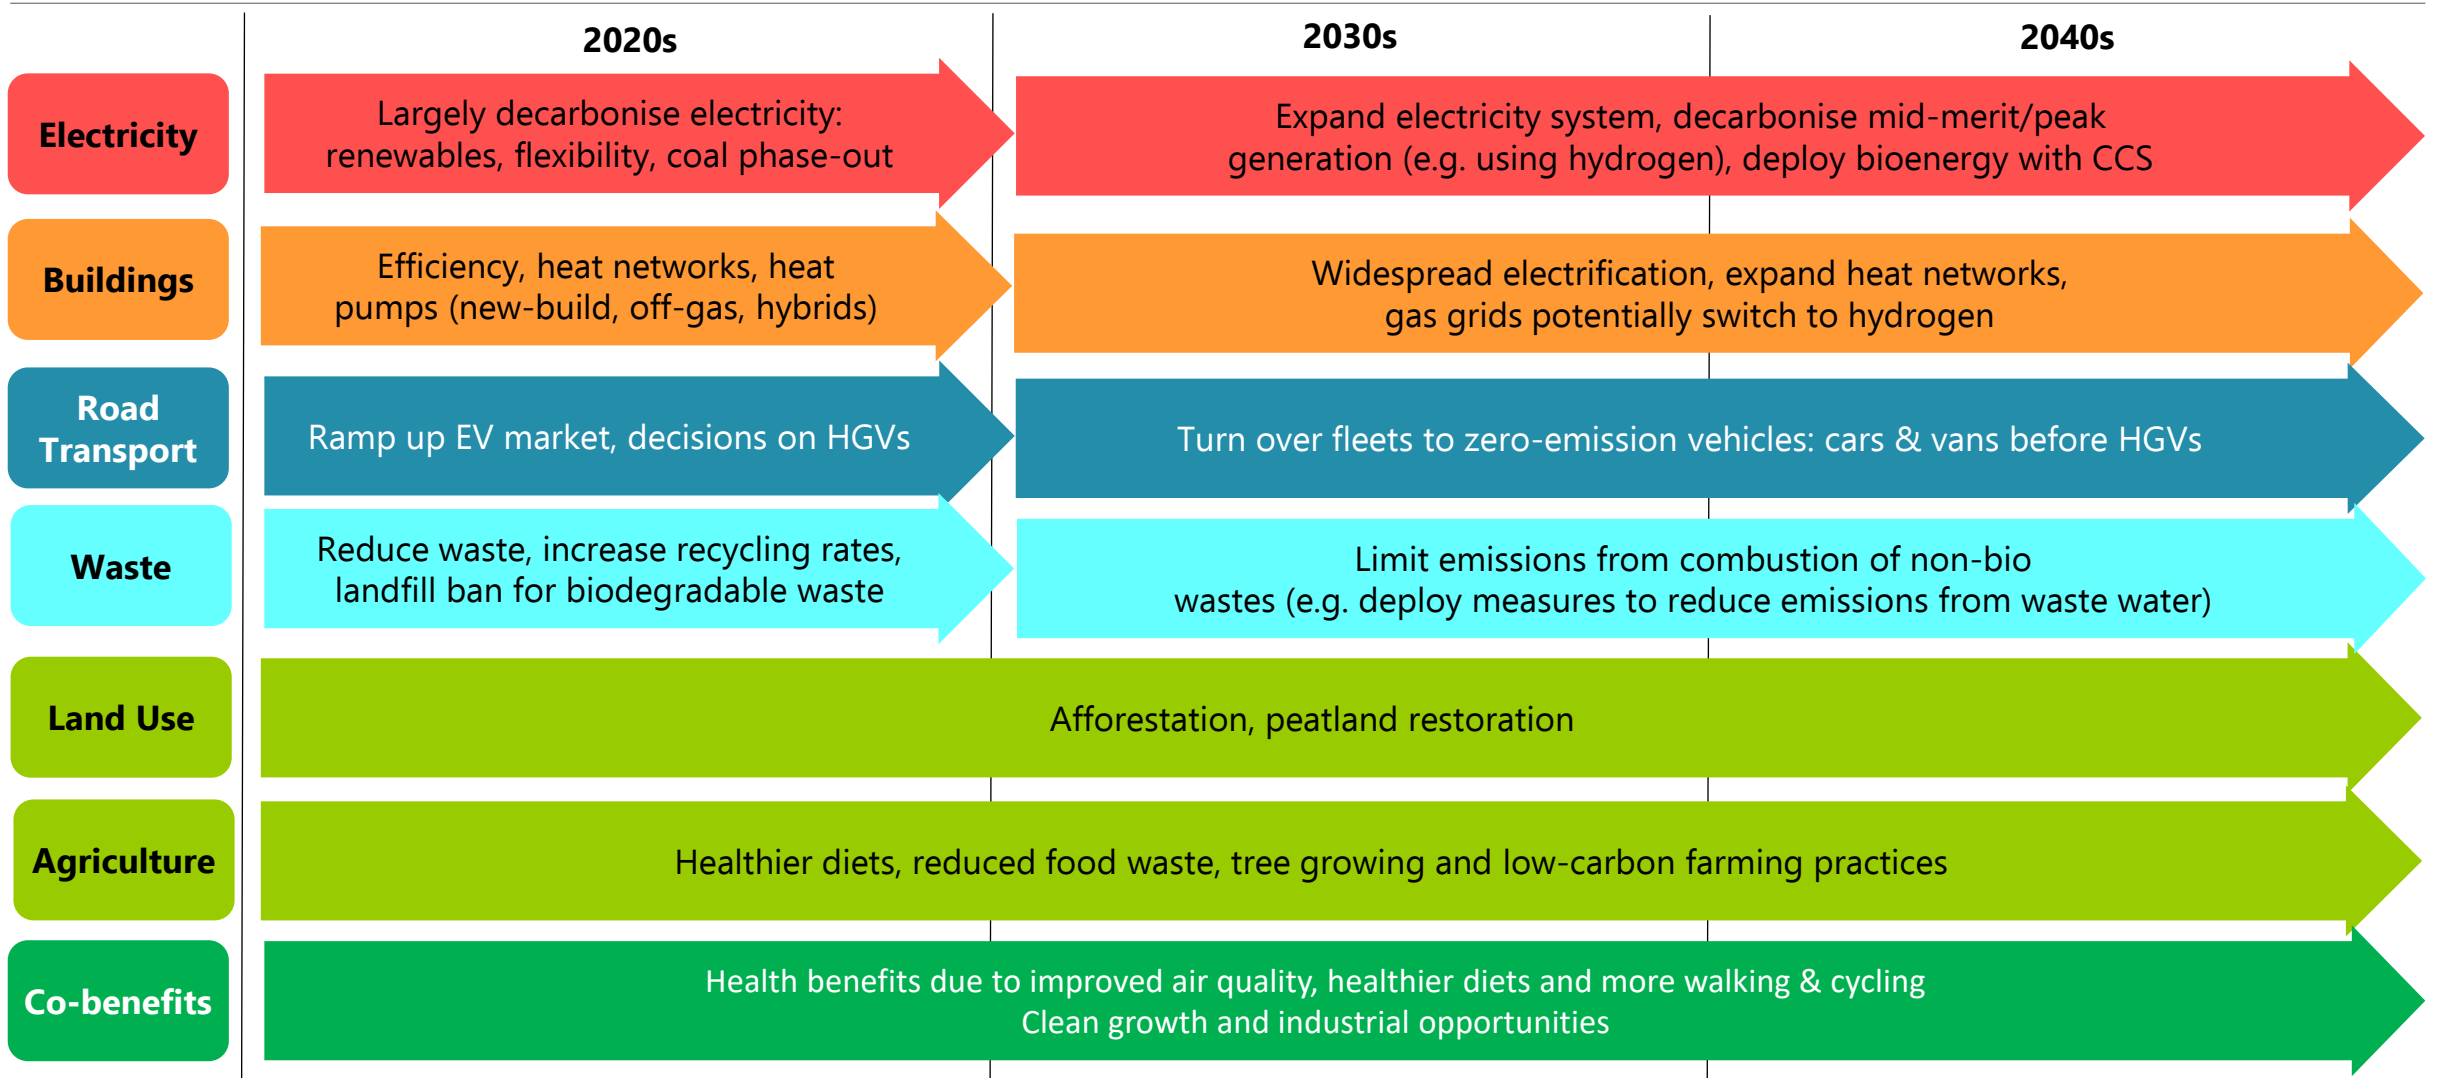 2020s
2030s
2040s
Electricity
Largely decarbonise electricity:
renewables, flexibility, coal phase-out
Expand electricity system, decarbonise mid-merit/peak
generation (e.g. using hydrogen), deploy bioenergy with CCS
Buildings
Efficiency, heat networks, heat
pumps (new-build, off-gas, hybrids)
Widespread electrification, expand heat networks,
gas grids potentially switch to hydrogen
Road
Transport
Ramp up EV market, decisions on HGVs
Turn over fleets to zero-emission vehicles: cars & vans before HGVs
Waste
Reduce waste, increase recycling rates,
landfill ban for biodegradable waste
Limit emissions from combustion of non-bio
wastes (e.g. deploy measures to reduce emissions from waste water)
Land Use
Afforestation, peatland restoration
Agriculture
Healthier diets, reduced food waste, tree growing and low-carbon farming practices
Co-benefits
Health benefits due to improved air quality, healthier diets and more walking & cycling
Clean growth and industrial opportunities